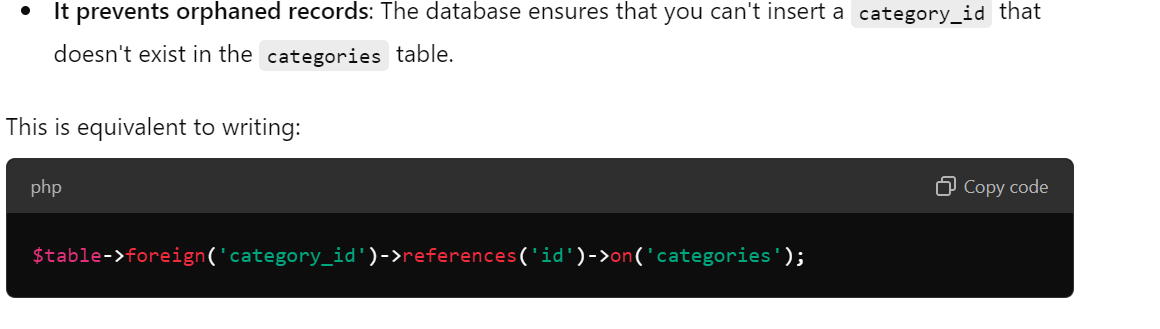 It prevents orphaned records: The database ensures that you can't insert a category_id that
doesn't exist in the categories table.
This is equivalent to writing:
php
Copy code
$table->foreign('category_id')->references('id')->on('categories');